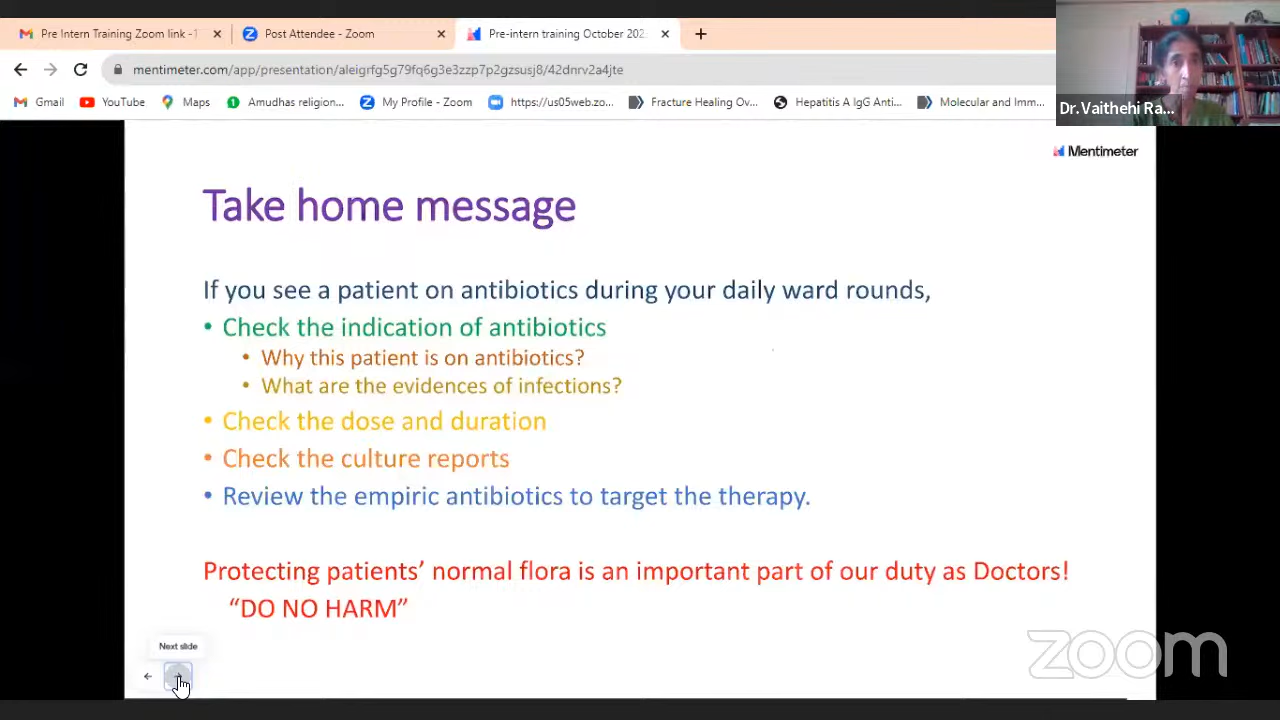 Pre Intern Training Zoom link -1
Post Attendee - Zoom
Pre-intern training October 202
mentimeter.com/app/presentation/aleigrfg5g79fq6g3e3zzp7p2gzsusj8/42dnrv2a4jte
Gmail
YouTube
Maps
Amudhas religion...
My Profile - Zoom
https://us05web.zo...
Fracture Healing Ov...
Hepatitis A IgG Anti...
Molecular and Imm...
Dr.Vaithehi Ra...
Mentimeter
Take home message
If you see a patient on antibiotics during your daily ward rounds,
• Check the indication of antibiotics
• Why this patient is on antibiotics?
• What are the evidences of infections?
• Check the dose and duration
• Check the culture reports
• Review the empiric antibiotics to target the therapy.
Protecting patients’ normal flora is an important part of our duty as Doctors!
“DO NO HARM”
Next slide
zoom